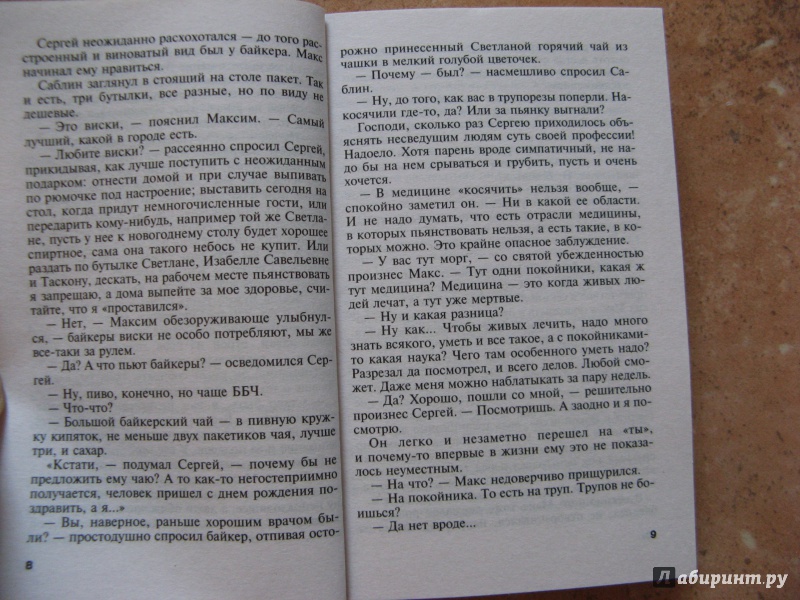 Сергей неожиданно расхохотался — до того рас-
строенный и виноватый вид был у байкера. Макс
начинал ему нравиться.
Саблин заглянул в стоящий на столе пакет. Так
и есть, три бутылки, все разные, но по виду не
дешевые.
— Это виски, — пояснил Максим. — Самый
лучший, какой в городе есть.
— Любите виски? — рассеянно спросил Сергей,
прикидывая, как лучше поступить с неожиданным
подарком: отнести домой и при случае выпивать
по рюмочке под настроение; выставить сегодня на
стол, когда придут немногочисленные гости, или
передарить кому-нибудь, например той же Светла-
не, пусть у нее к новогоднему столу будет хорошее
спиртное, сама она такого небось не купит. Или
раздать по бутылке Светлане, Изабелле Савельевне
и Таскону, дескать, на рабочем месте пьянствовать
я запрещаю, а дома выпейте за мое здоровье, счи-
тайте, что я «проставился».
— Нет, — Максим обезоруживающе улыбнул-
ся, — байкеры виски не особо потребляют, мы же
все-таки за рулем.
— Да? А что пьют байкеры? — осведомился Сер-
гей.
— Ну, пиво, конечно, но чаще ББЧ.
— Что-что?
— Большой байкерский чай — в пивную круж-
ку кипяток, не меньше двух пакетиков чая, лучше
три, и сахар.
«Кстати, — подумал Сергей, — почему бы не
предложить ему чаю? А то как-то негостеприимно
получается, человек пришел с днем рождения по-
здравить, а я...»
— Вы, наверное, раньше хорошим врачом бы-
ли? — простодушно спросил байкер, отпивая осто-
8
рожно принесенный Светланой горячий чай из
чашки в мелкий голубой цветочек.
— Почему — был? — насмешливо спросил Са-
блин.
— Ну, до того, как вас в трупорезы поперли. На-
косячили где-то, да? Или за пьянку выгнали?
Господи, сколько раз Сергею приходилось объ-
яснять несведущим людям суть своей профессии!
Надоело. Хотя парень вроде симпатичный, не на-
до бы на нем срываться и грубить, пусть и очень
хочется.
— В медицине «косячить» нельзя вообще, —
спокойно заметил он. — Ни в какой ее области.
И не надо думать, что есть отрасли медицины,
в которых пьянствовать нельзя, а есть такие, в ко-
торых можно. Это крайне опасное заблуждение.
— У вас тут морг, — со святой убежденностью
произнес Макс. — Тут одни покойники, какая ж
тут медицина? Медицина — это когда живых лю-
дей лечат, а тут уже мертвые.
— Ну и какая разница?
— Ну как... Чтобы живых лечить, надо много
знать всякого, уметь и все такое, а с покойниками-
то какая наука? Чего там особенного уметь надо?
Разрезал да посмотрел, и всего делов. Любой смо-
жет. Даже меня можно наблатыкать за пару недель.
— Да? Хорошо, пошли со мной, — решительно
произнес Сергей. — Посмотришь. А заодно и я по-
смотрю.
Он легко и незаметно перешел на «ты»,
и почему-то впервые в жизни ему это не показа-
лось неуместным.
— На что? — Макс недоверчиво прищурился.
— На покойника. То есть на труп. Трупов не бо-
ишься?
— Да нет вроде...
9
Лабиринт.ру